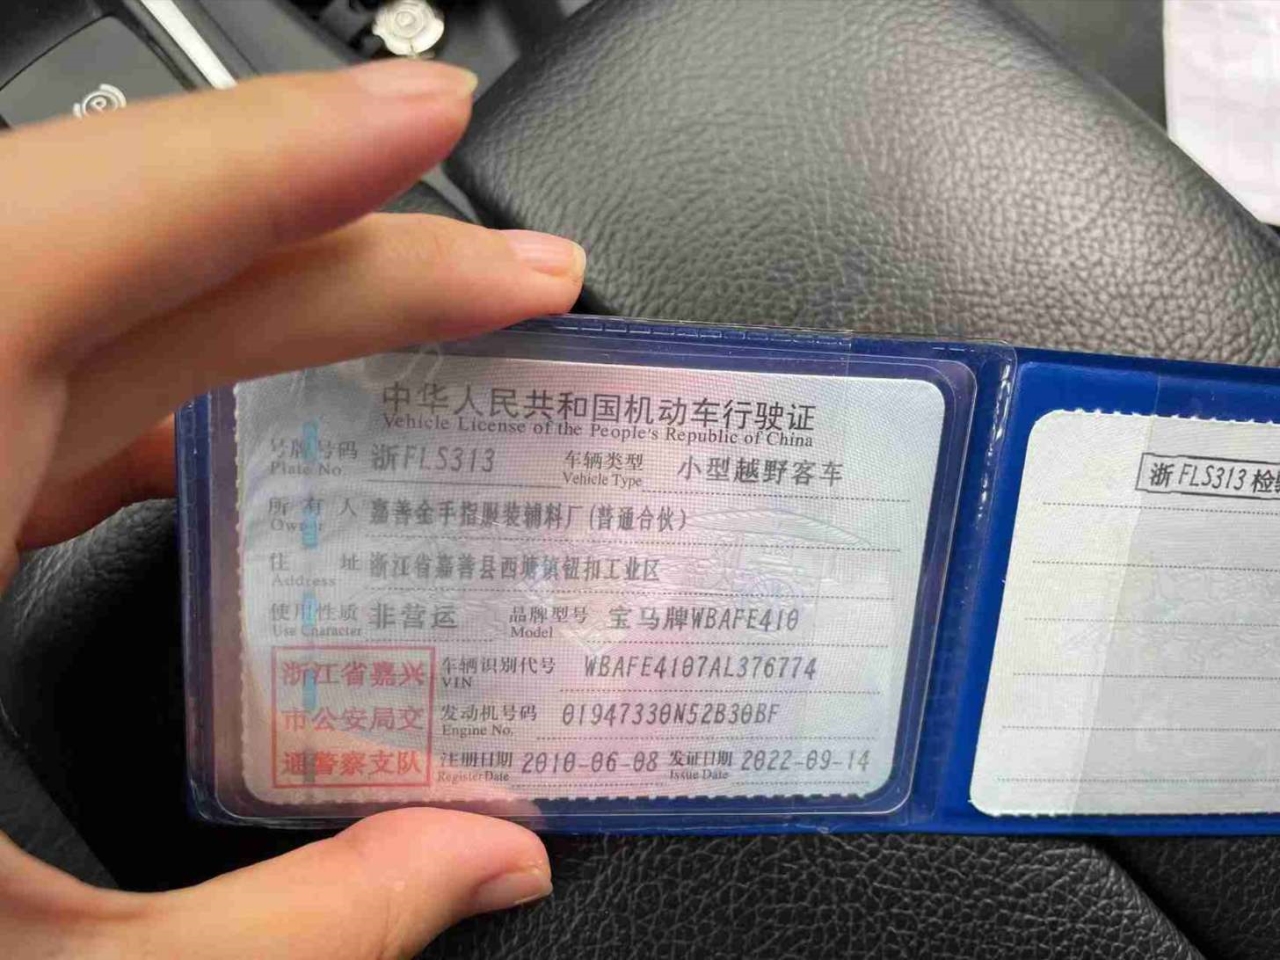 中华人民共和国机动车行驶证
Vehicle License of the People's Republic of China
号牌号码 浙FLS313 车辆类型 小型越野客车
Plate No. Vehicle Type
所有人 嘉善金手指服装辅料厂(普通合伙)
Owner
住址 浙江省嘉善县西塘镇钮扣工业区
Address
使用性质 非营运 品牌型号 宝马牌WBAFE410
Use Character Model
浙江省嘉兴
市公安局交
通警察支队
车辆识别代号 WBAFE4107AL376774
VIN
发动机号码 01947330N52B30BF
Engine No.
注册日期 2010-06-08 发证日期 2022-09-14
Register Date Issue Date
浙FLS313 检
P